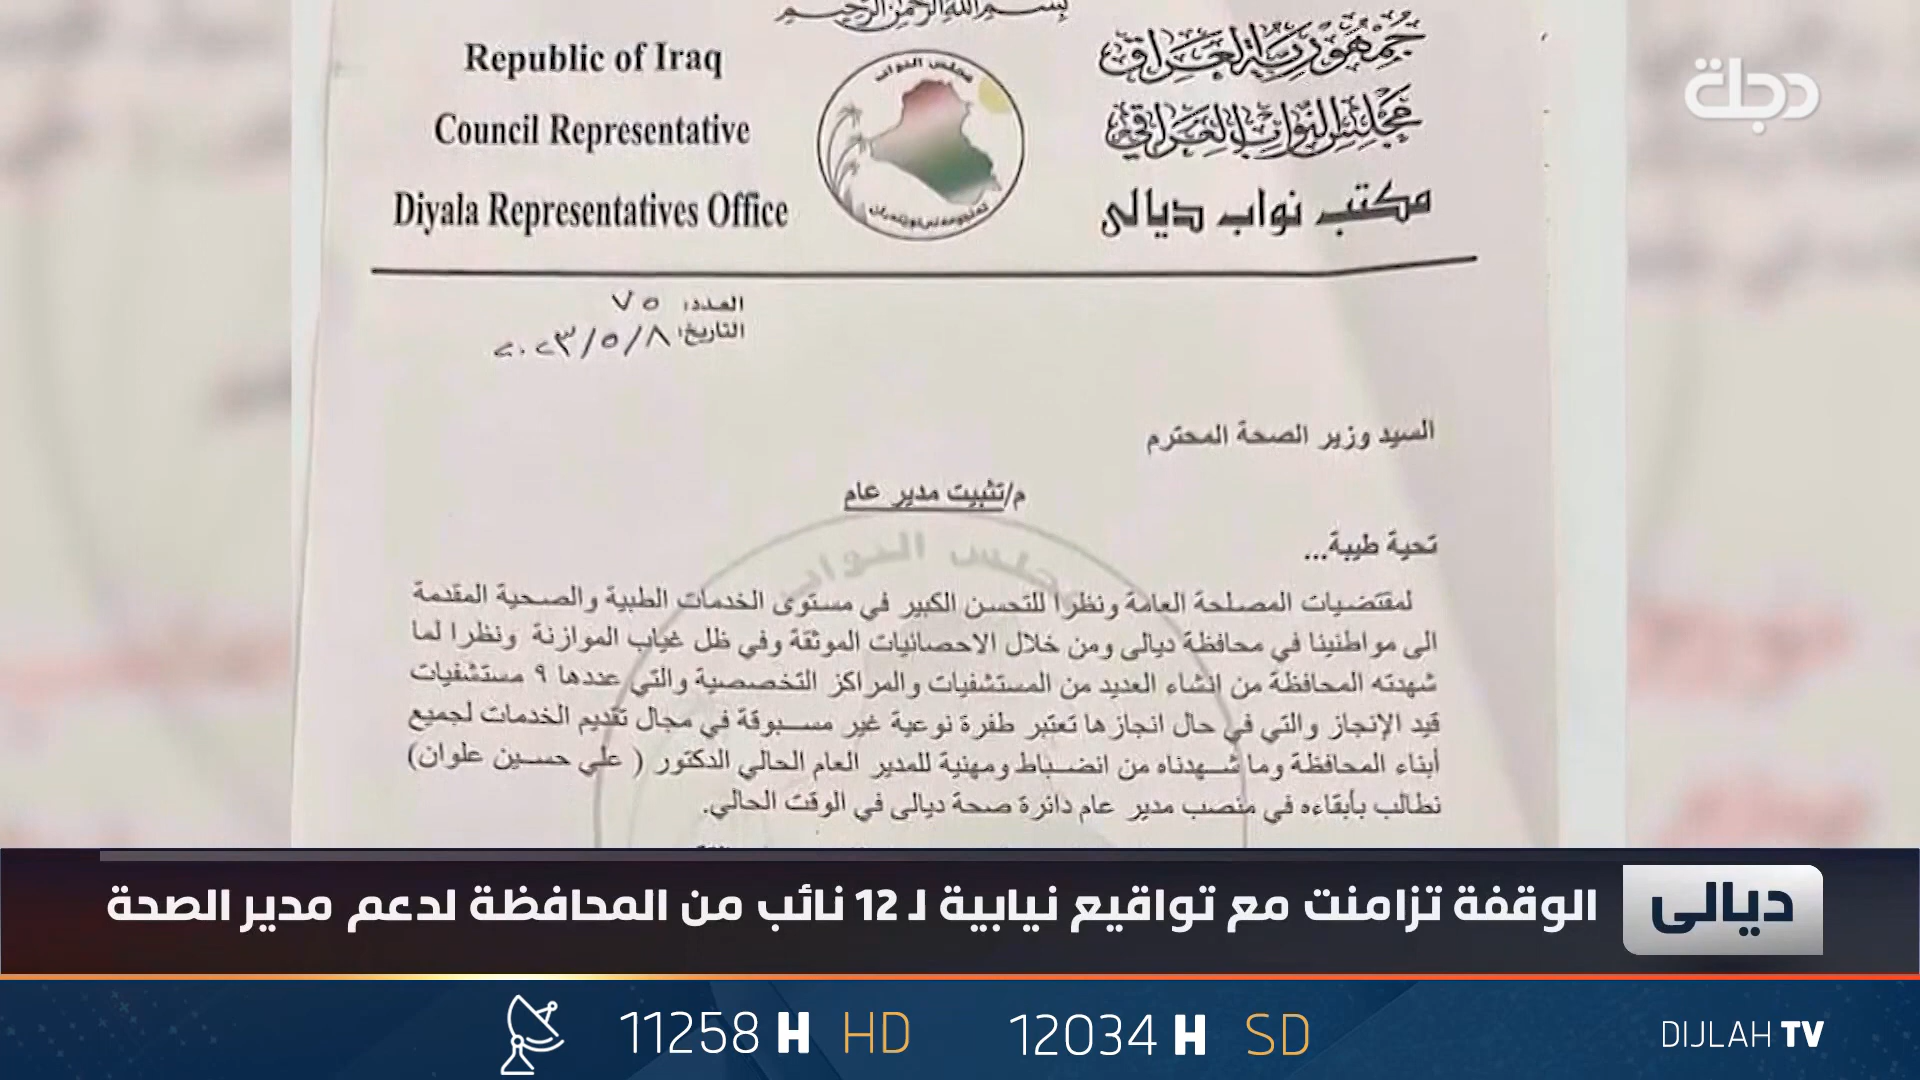 بسم الله الرحمن الرحيم
جمهورية العراق
مجلس النواب العراقي
مكتب نواب ديالى
Republic of Iraq
Council Representative
Diyala Representatives Office
مجلس النواب
دجلة
العدد: ٧٥
التاريخ: ٢٠٢٣/٥/٨
السيد وزير الصحة المحترم
م/تثبيت مدير عام
تحية طيبة...
مجلس النواب
لمقتضيات المصلحة العامة ونظرا للتحسن الكبير في مستوى الخدمات الطبية والصحية المقدمة
الى مواطنينا في محافظة ديالى ومن خلال الاحصائيات الموثقة وفي ظل غياب الموازنة ونظرا لما
شهدته المحافظة من انشاء العديد من المستشفيات والمراكز التخصصية والتي عددها ٩ مستشفيات
قيد الإنجاز والتي في حال انجازها تعتبر طفرة نوعية غير مسبوقة في مجال تقديم الخدمات لجميع
أبناء المحافظة وما شهدناه من انضباط ومهنية للمدير العام الحالي الدكتور ( علي حسين علوان)
نطالب بأبقاءه في منصب مدير عام دائرة صحة ديالى في الوقت الحالي.
ديالى
الوقفة تزامنت مع تواقيع نيابية لـ 12 نائب من المحافظة لدعم مدير الصحة
11258 H HD 12034 H SD
DIJLAH TV